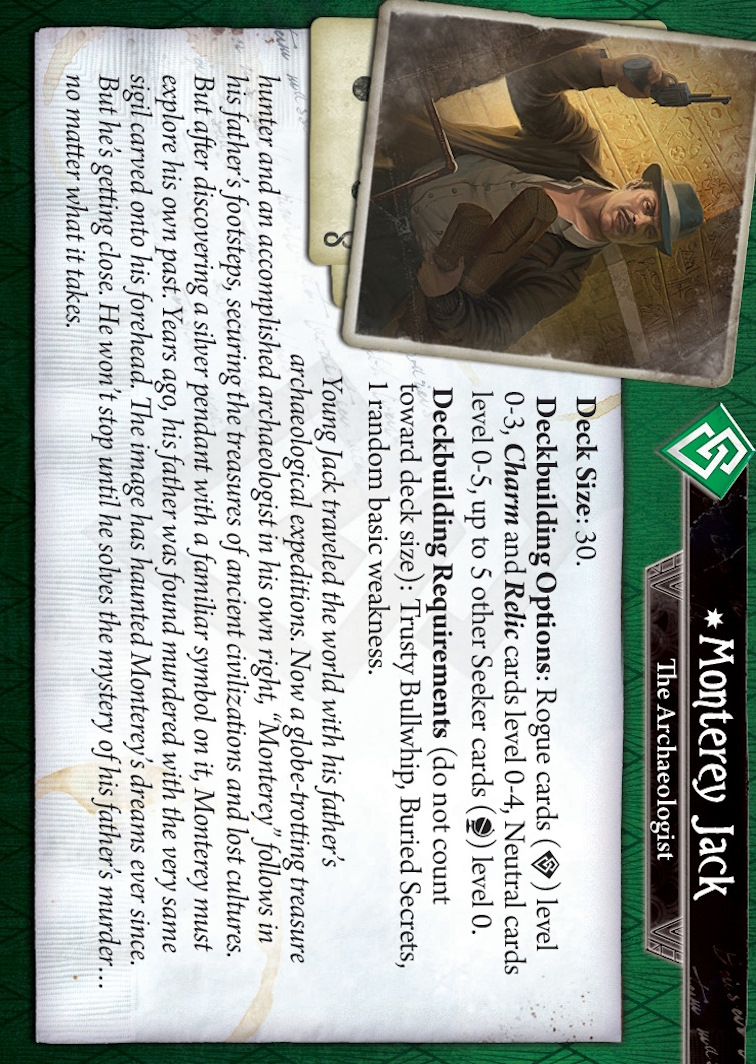 Monterey Jack
The Archaeologist
Deck Size: 30.
Deckbuilding Options: Rogue cards ( ) level
0-3, Charm and Relic cards level 0-4, Neutral cards
level 0-5, up to 5 other Seeker cards ( ) level 0.
Deckbuilding Requirements (do not count
toward deck size): Trusty Bullwhip, Buried Secrets,
1 random basic weakness.
Young Jack traveled the world with his father’s
archaeological expeditions. Now a globe-trotting treasure
hunter and an accomplished archaeologist in his own right, “Monterey” follows in
his father’s footsteps, securing the treasures of ancient civilizations and lost cultures.
But after discovering a silver pendant with a familiar symbol on it, Monterey must
explore his own past. Years ago, his father was found murdered with the very same
sigil carved onto his forehead. The image has haunted Monterey’s dreams ever since.
But he’s getting close. He won’t stop until he solves the mystery of his father’s murder…
no matter what it takes.
8